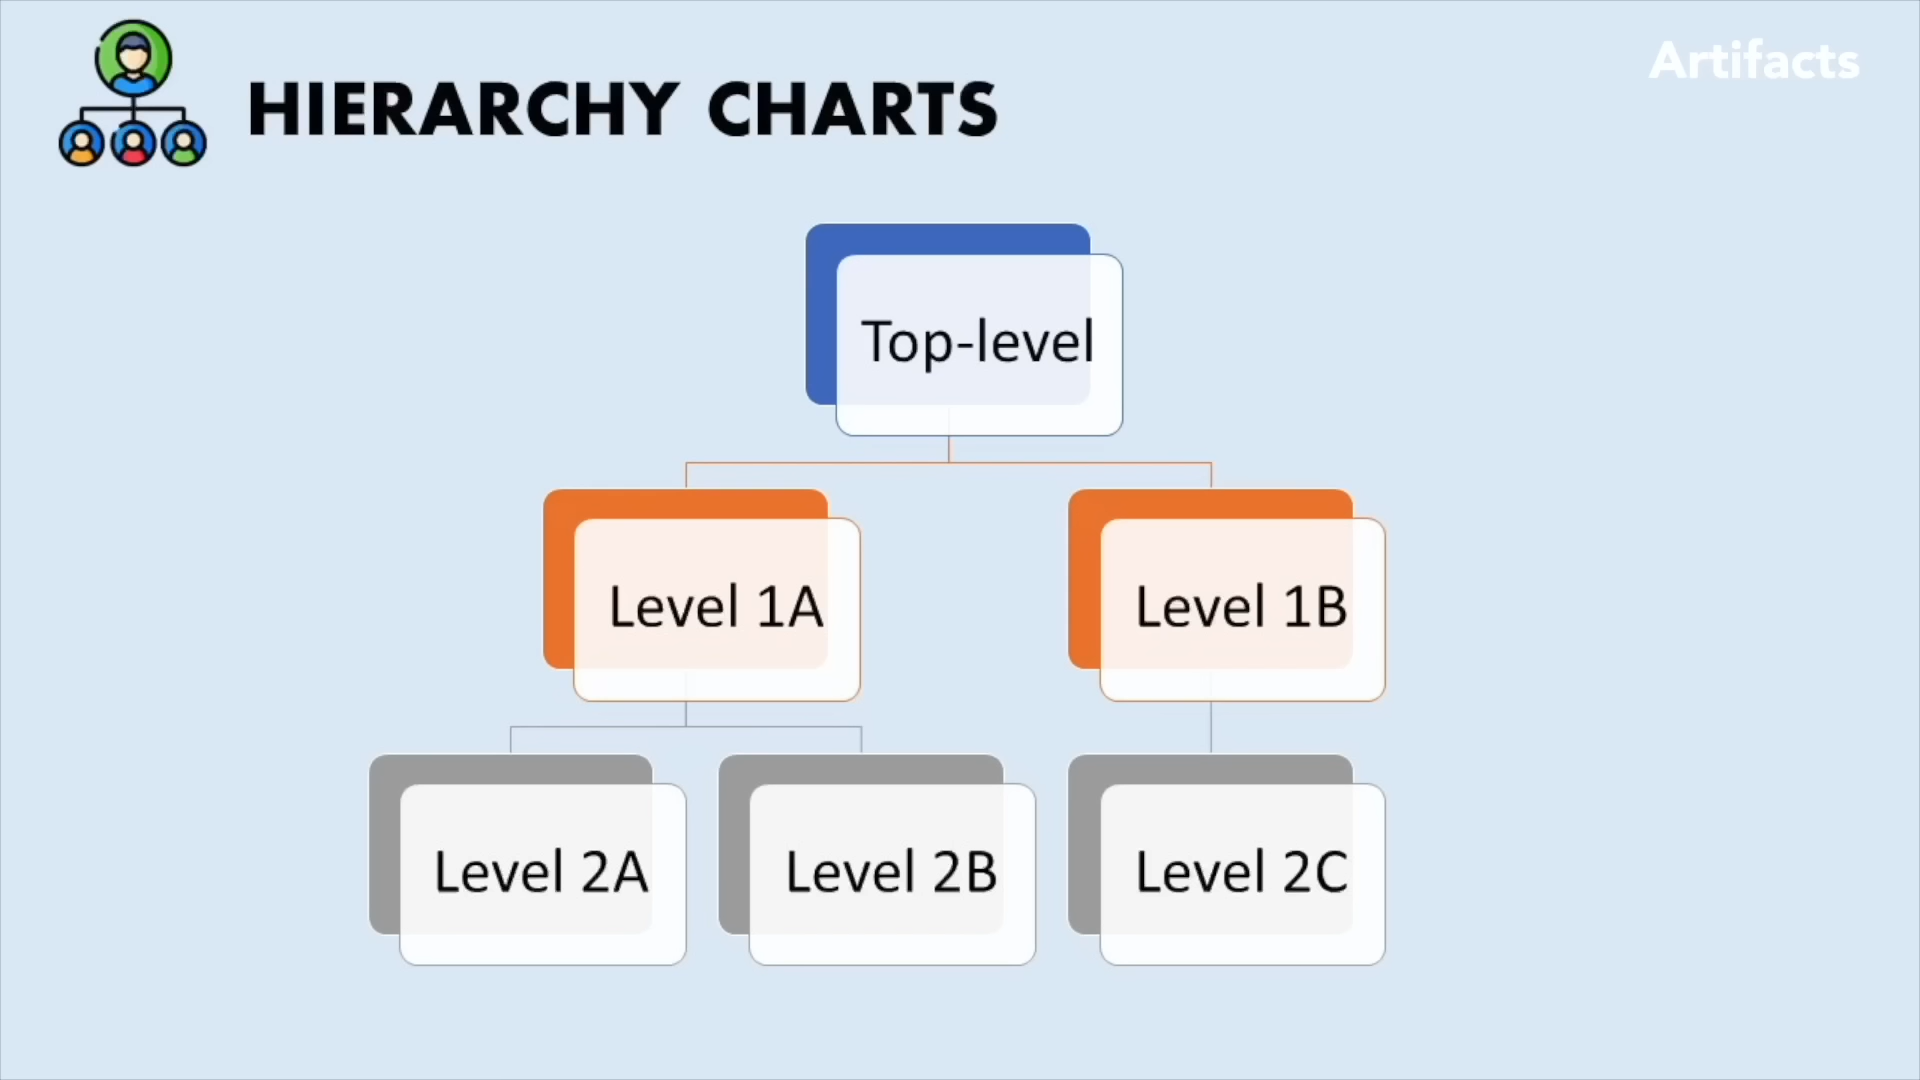 Artifacts
HIERARCHY CHARTS
Top-level
Level 1A
Level 1B
Level 2A
Level 2B
Level 2C